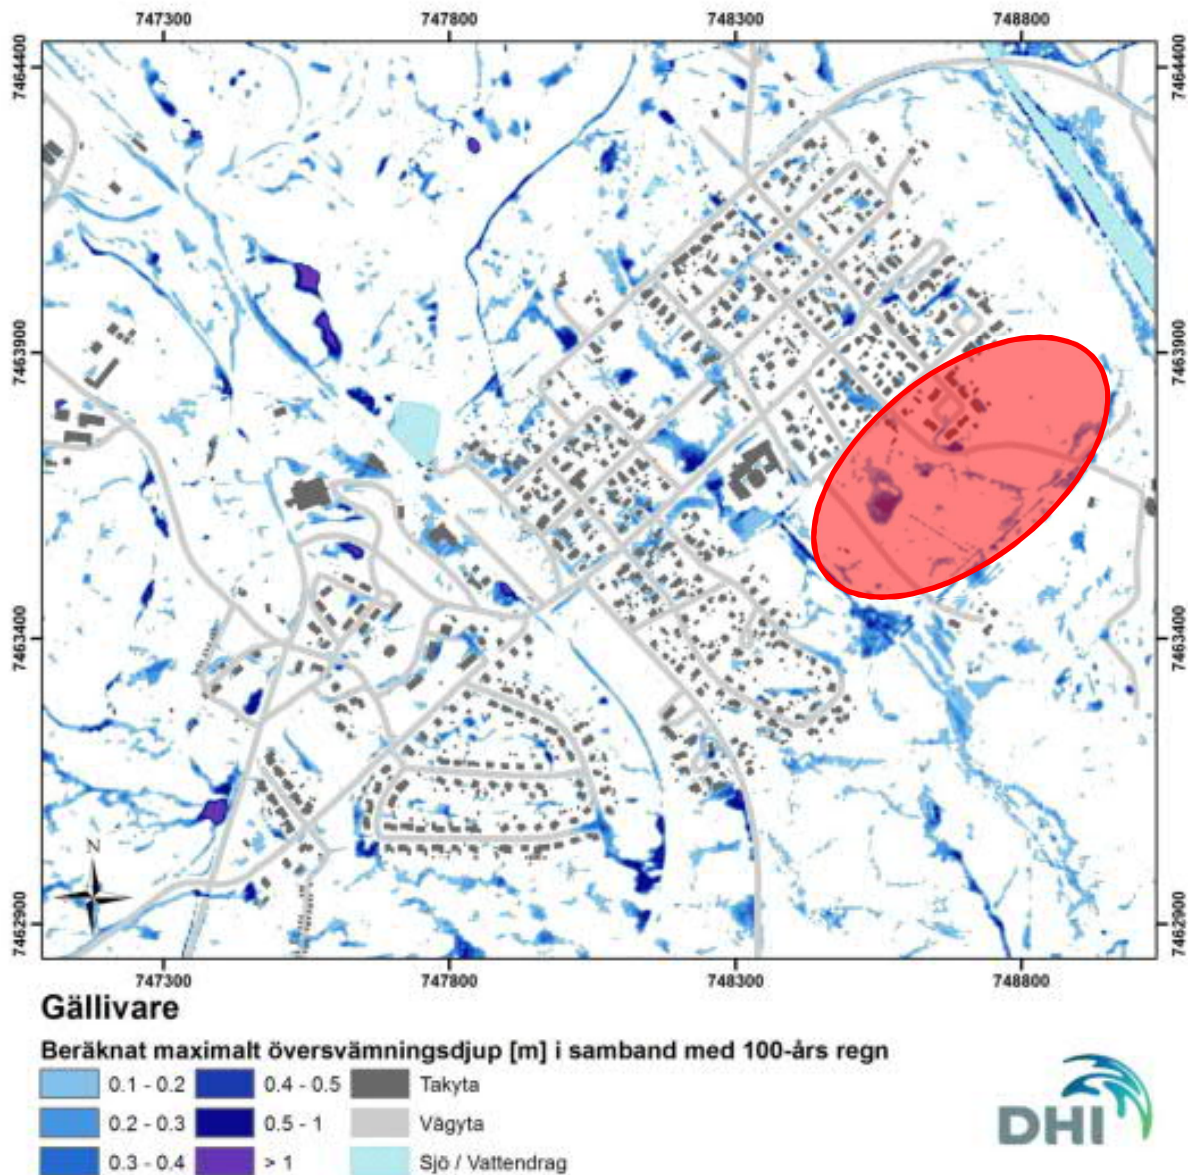 747300 747800 748300 748800
7464400 7464400
7463900 7463900
7463400 7463400
7462900 7462900
N
747300 747800 748300 748800
Gällivare
Beräknat maximalt översvämningsdjup [m] i samband med 100-års regn
0.1 - 0.2 0.4 - 0.5 Takyta
0.2 - 0.3 0.5 - 1 Vägyta
0.3 - 0.4 > 1 Sjö / Vattendrag
DHI